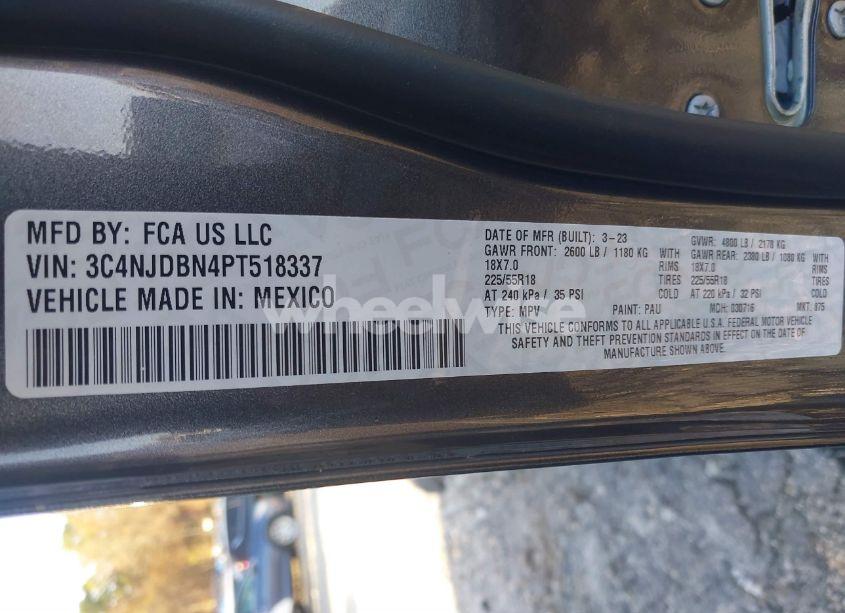 MFD BY: FCA US LLC
VIN: 3C4NJDBN4PT518337
VEHICLE MADE IN: MEXICO
DATE OF MFR (BUILT): 3-23 GVWR: 4800 LB / 2178 KG
GAWR FRONT: 2600 LB / 1180 KG WITH GAWR REAR: 2380 LB / 1080 KG WITH
18X7.0 RIMS 18X7.0 RIMS
225/55R18 TIRES 225/55R18 TIRES
AT 240 kPa / 35 PSI COLD AT 220 kPa / 32 PSI COLD
TYPE: MPV PAINT: PAU MCH: 030716 MKT: 875
THIS VEHICLE CONFORMS TO ALL APPLICABLE U.S.A. FEDERAL MOTOR VEHICLE
SAFETY AND THEFT PREVENTION STANDARDS IN EFFECT ON THE DATE OF
MANUFACTURE SHOWN ABOVE.
wheelwise